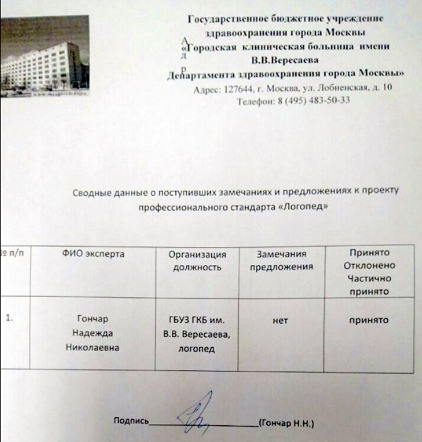 Государственное бюджетное учреждение
здравоохранения города Москвы
«Городская клиническая больница имени
В.В.Вересаева
Департамента здравоохранения города Москвы»
А
д
р
Адрес: 127644, г. Москва, ул. Лобненская, д. 10
Телефон: 8 (495) 483-50-33
Сводные данные о поступивших замечаниях и предложениях к проекту
профессионального стандарта «Логопед»
№ п/п
ФИО эксперта
Организация
должность
Замечания
предложения
Принято
Отклонено
Частично
принято
1.
Гончар
Надежда
Николаевна
ГБУЗ ГКБ им.
В.В. Вересаева,
логопед
нет
принято
Подпись (Гончар Н.Н.)